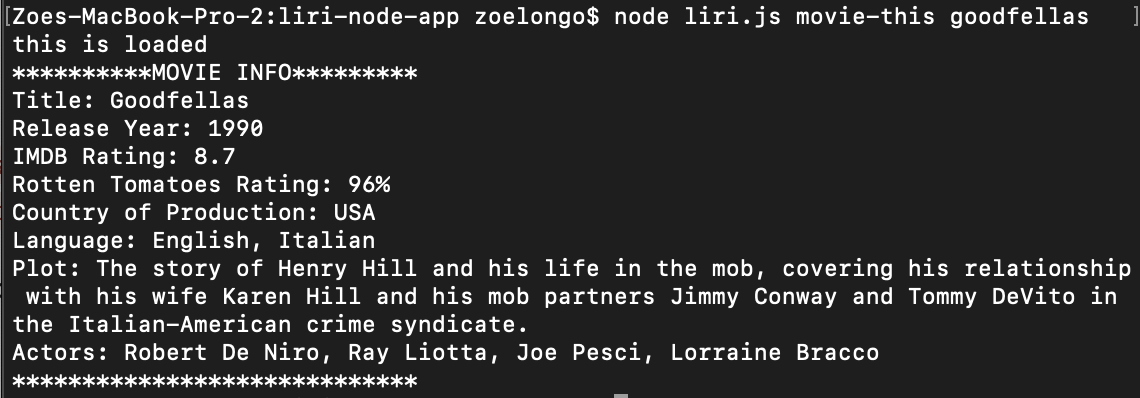 [Zoes-MacBook-Pro-2:liri-node-app zoelongo$ node liri.js movie-this goodfellas ]
this is loaded
**********MOVIE INFO*********
Title: Goodfellas
Release Year: 1990
IMDB Rating: 8.7
Rotten Tomatoes Rating: 96%
Country of Production: USA
Language: English, Italian
Plot: The story of Henry Hill and his life in the mob, covering his relationship
 with his wife Karen Hill and his mob partners Jimmy Conway and Tommy DeVito in
the Italian-American crime syndicate.
Actors: Robert De Niro, Ray Liotta, Joe Pesci, Lorraine Bracco
*****************************